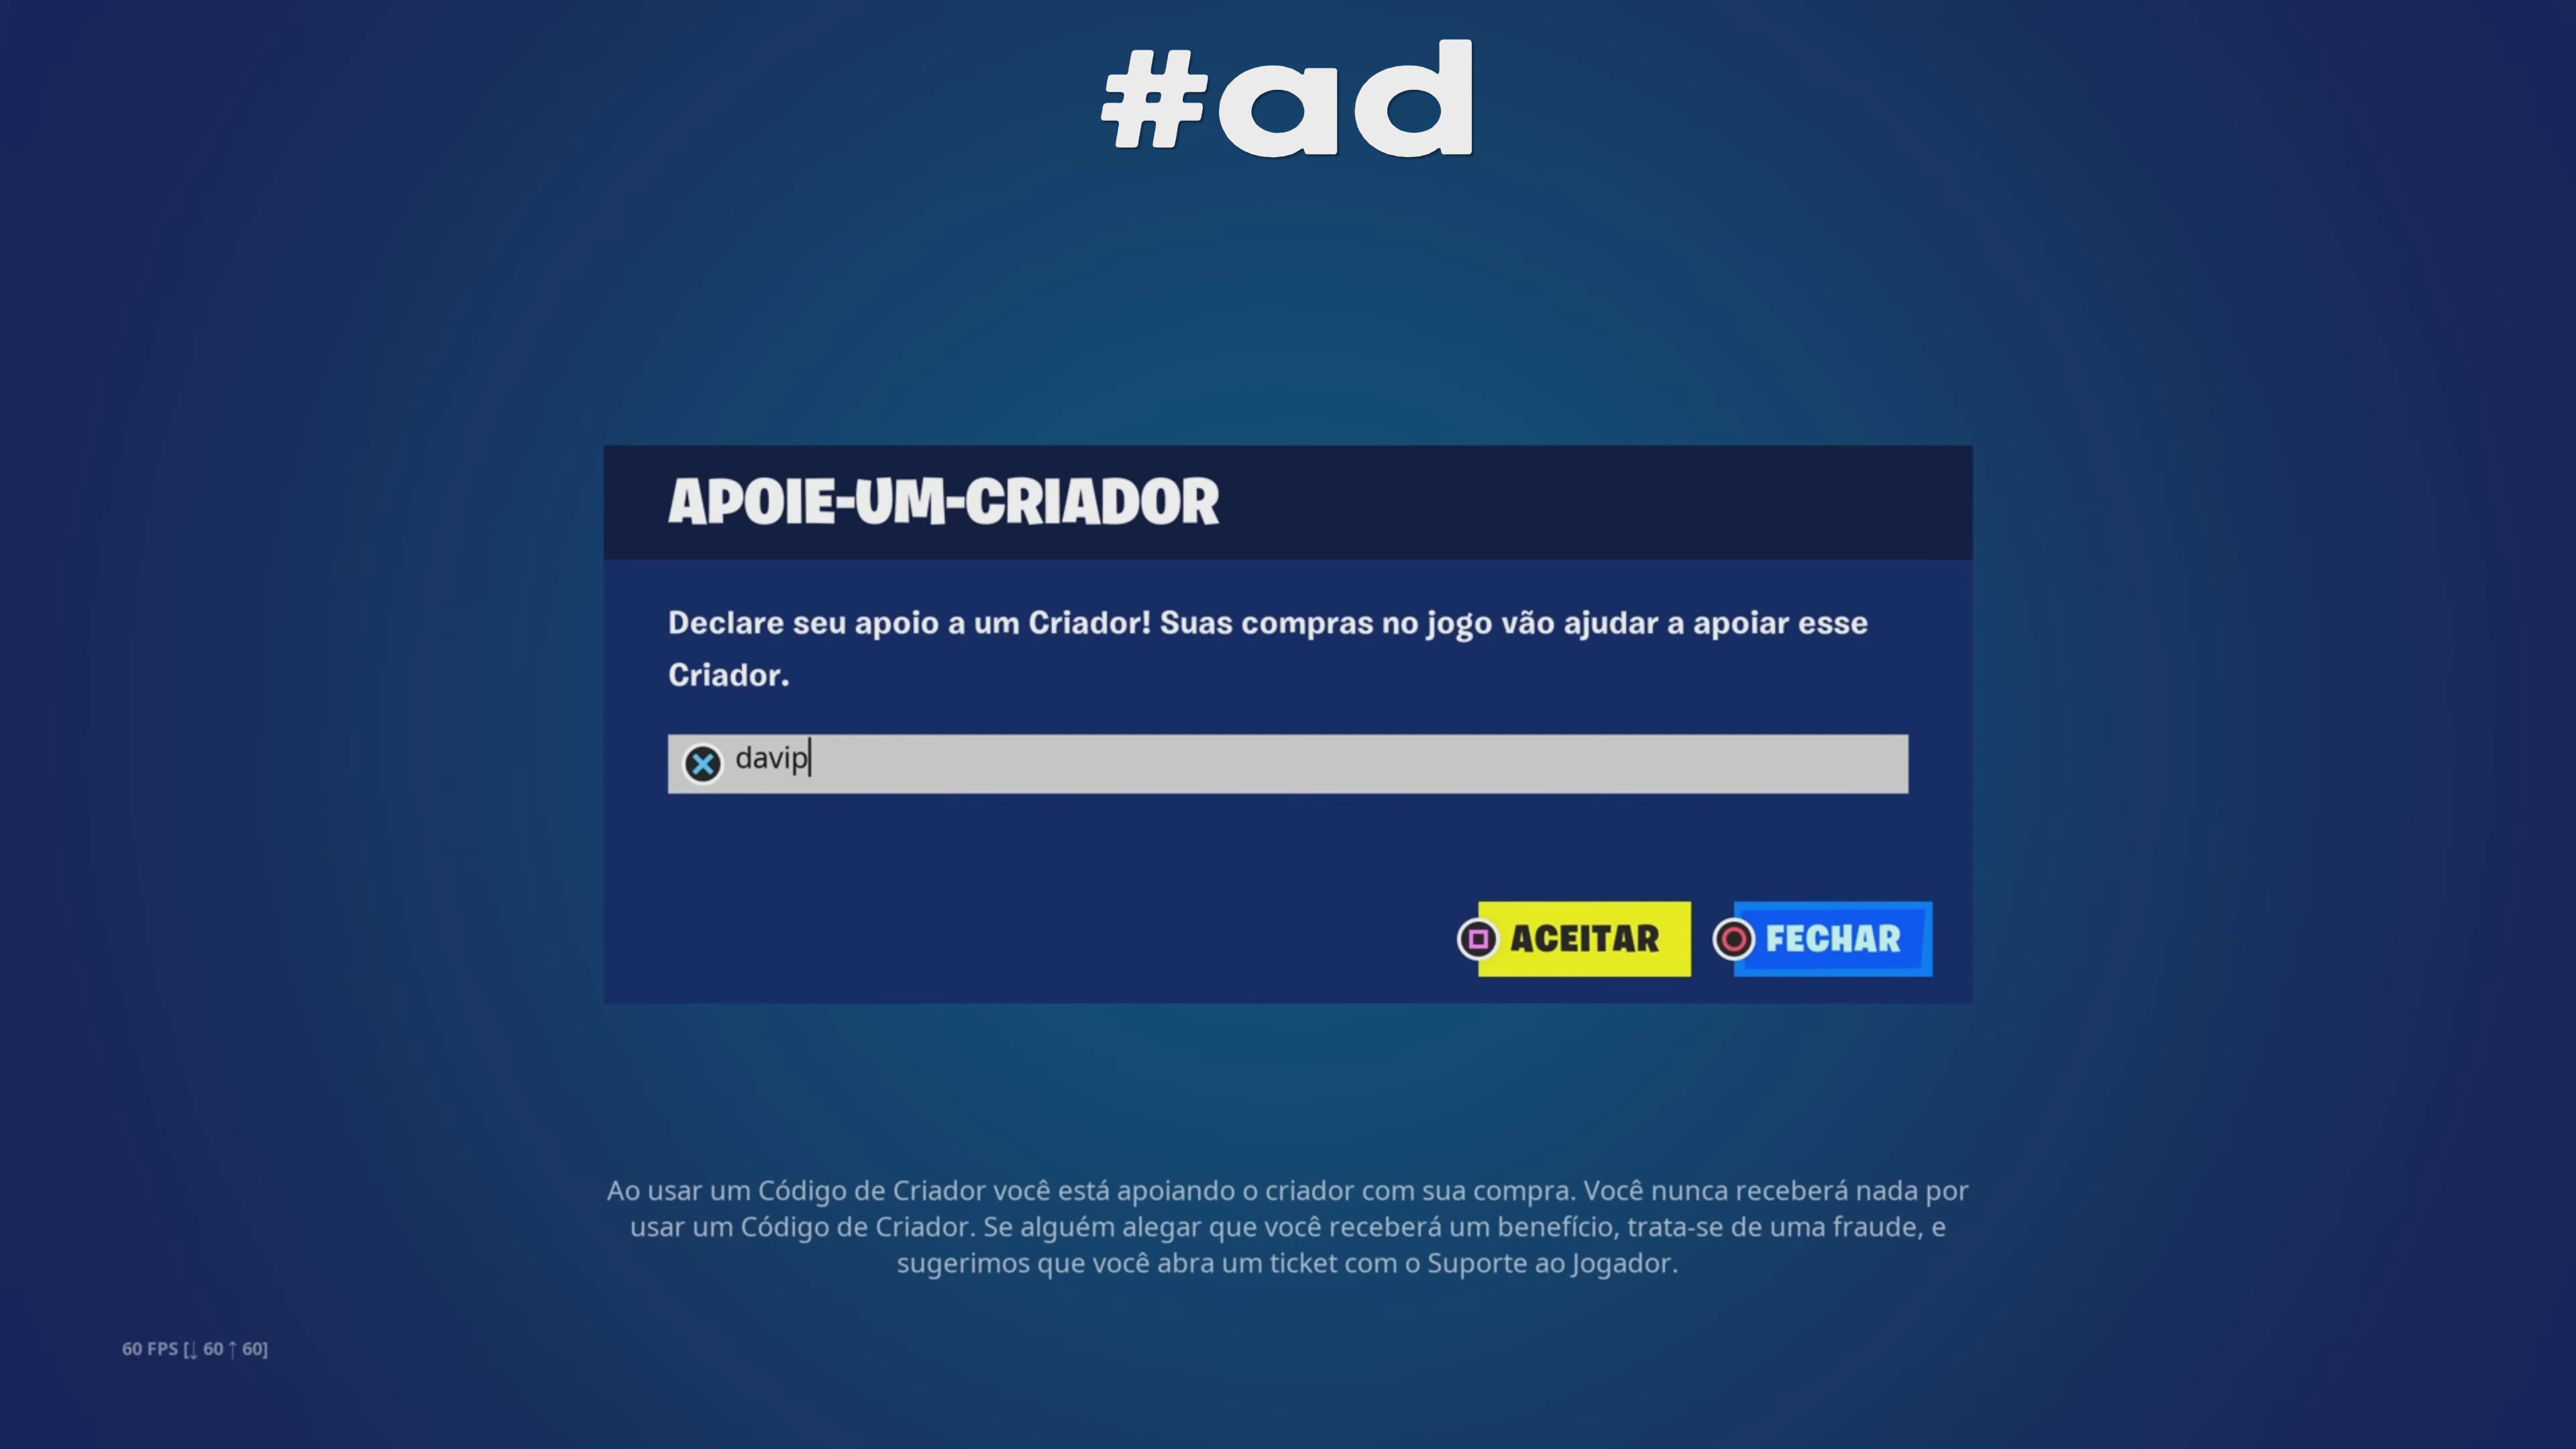 #ad
APOIE-UM-CRIADOR
Declare seu apoio a um Criador! Suas compras no jogo vão ajudar a apoiar esse
Criador.
davip
ACEITAR
FECHAR
Ao usar um Código de Criador você está apoiando o criador com sua compra. Você nunca receberá nada por
usar um Código de Criador. Se alguém alegar que você receberá um benefício, trata-se de uma fraude, e
sugerimos que você abra um ticket com o Suporte ao Jogador.
60 FPS [↓ 60 ↑ 60]